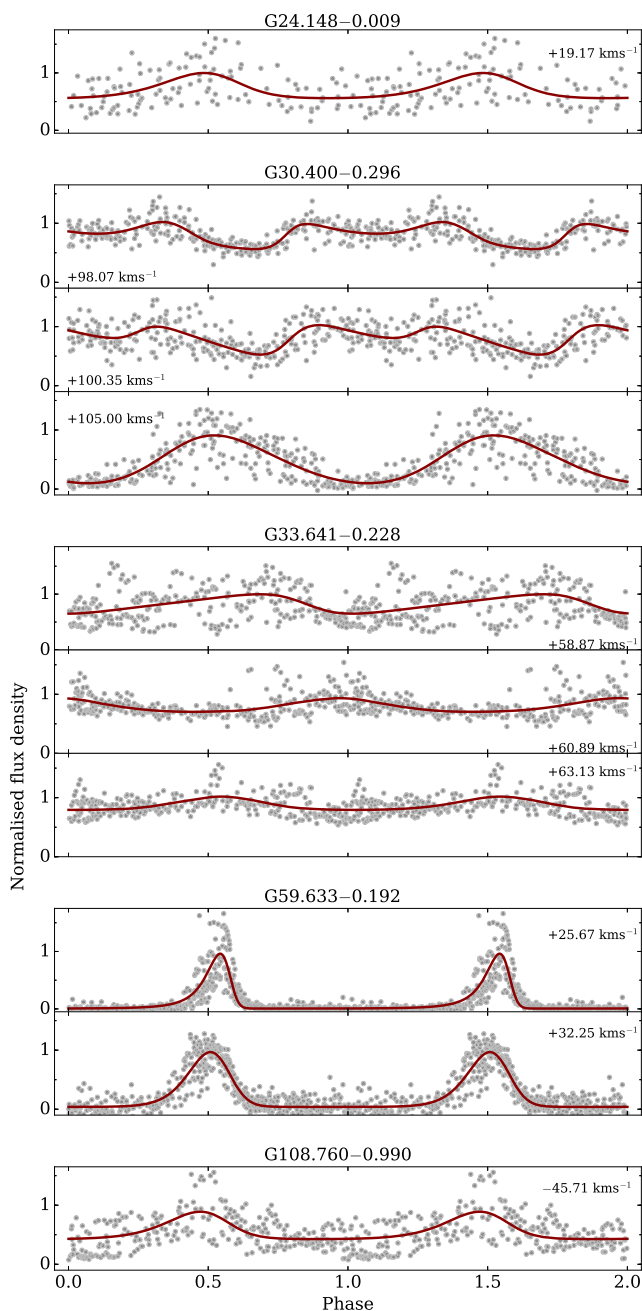 G24.148−0.009
+19.17 kms⁻¹
1
0
G30.400−0.296
1
0
+98.07 kms⁻¹
1
0
+100.35 kms⁻¹
+105.00 kms⁻¹
1
0
G33.641−0.228
1
0
+58.87 kms⁻¹
1
0
+60.89 kms⁻¹
+63.13 kms⁻¹
1
0
Normalised flux density
G59.633−0.192
+25.67 kms⁻¹
1
0
+32.25 kms⁻¹
1
0
G108.760−0.990
−45.71 kms⁻¹
1
0
0.0 0.5 1.0 1.5 2.0
Phase